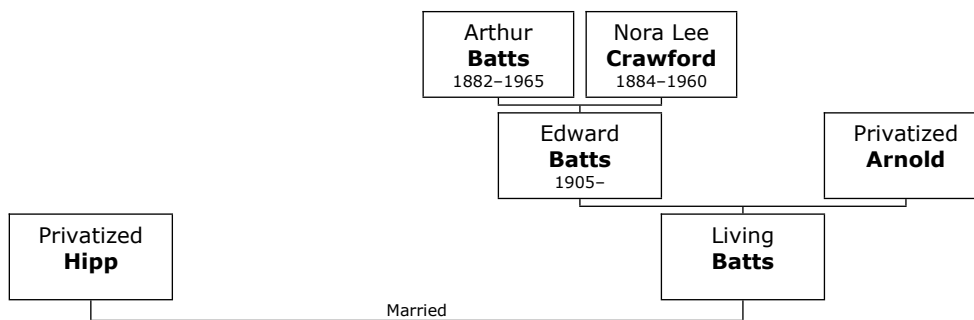 Arthur
Batts
1882–1965
Nora Lee
Crawford
1884–1960
Edward
Batts
1905–
Privatized
Arnold
Privatized
Hipp
Living
Batts
Married